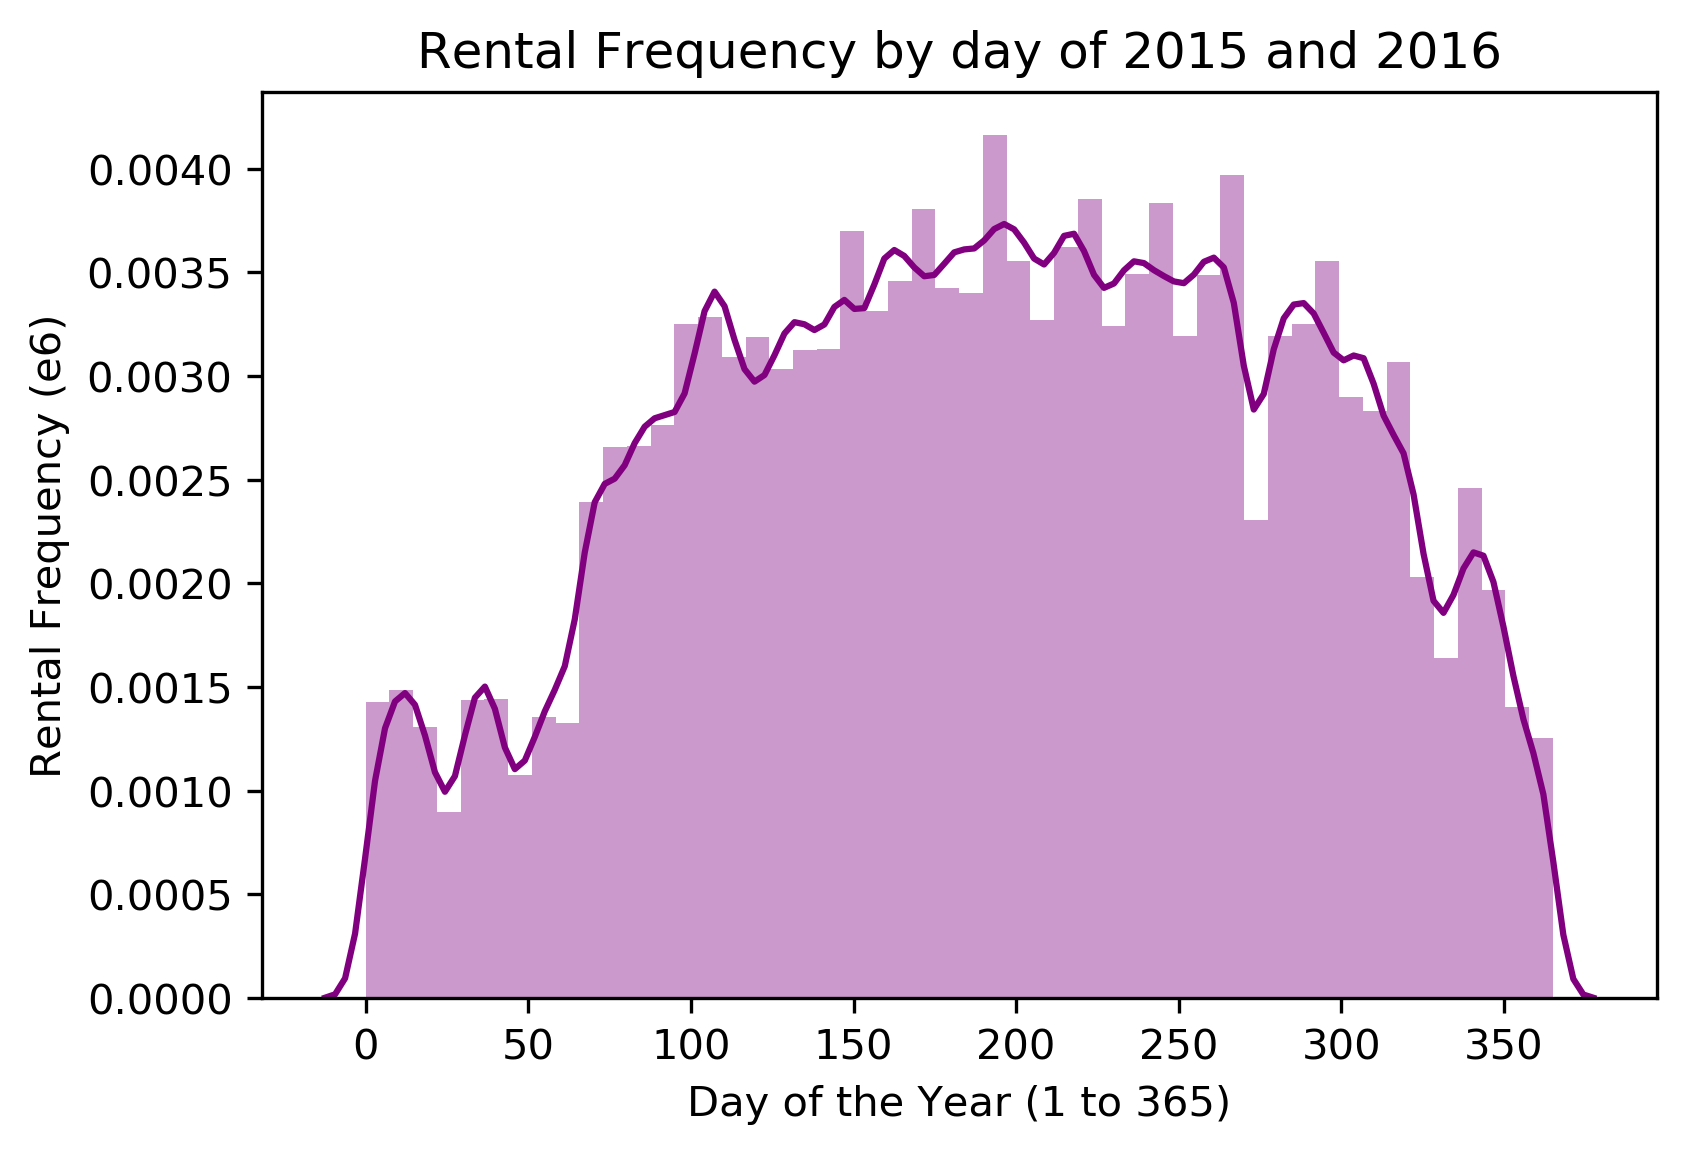 Rental Frequency by day of 2015 and 2016
Rental Frequency (e6)
0.0040
0.0035
0.0030
0.0025
0.0020
0.0015
0.0010
0.0005
0.0000
0 50 100 150 200 250 300 350
Day of the Year (1 to 365)